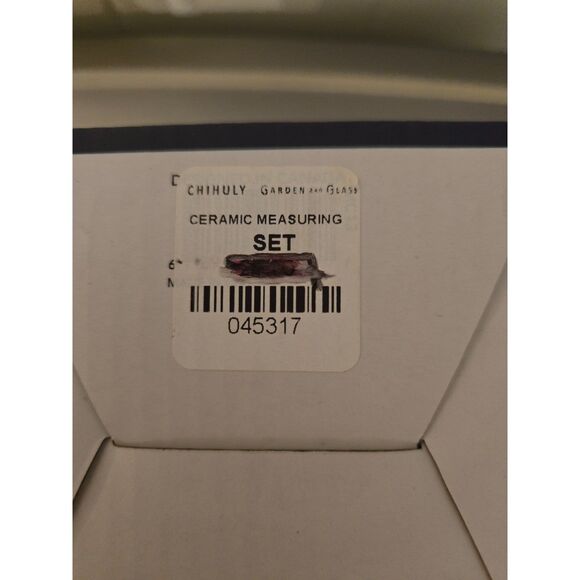 CHIHULY GARDEN AND GLASS
CERAMIC MEASURING
SET
045317